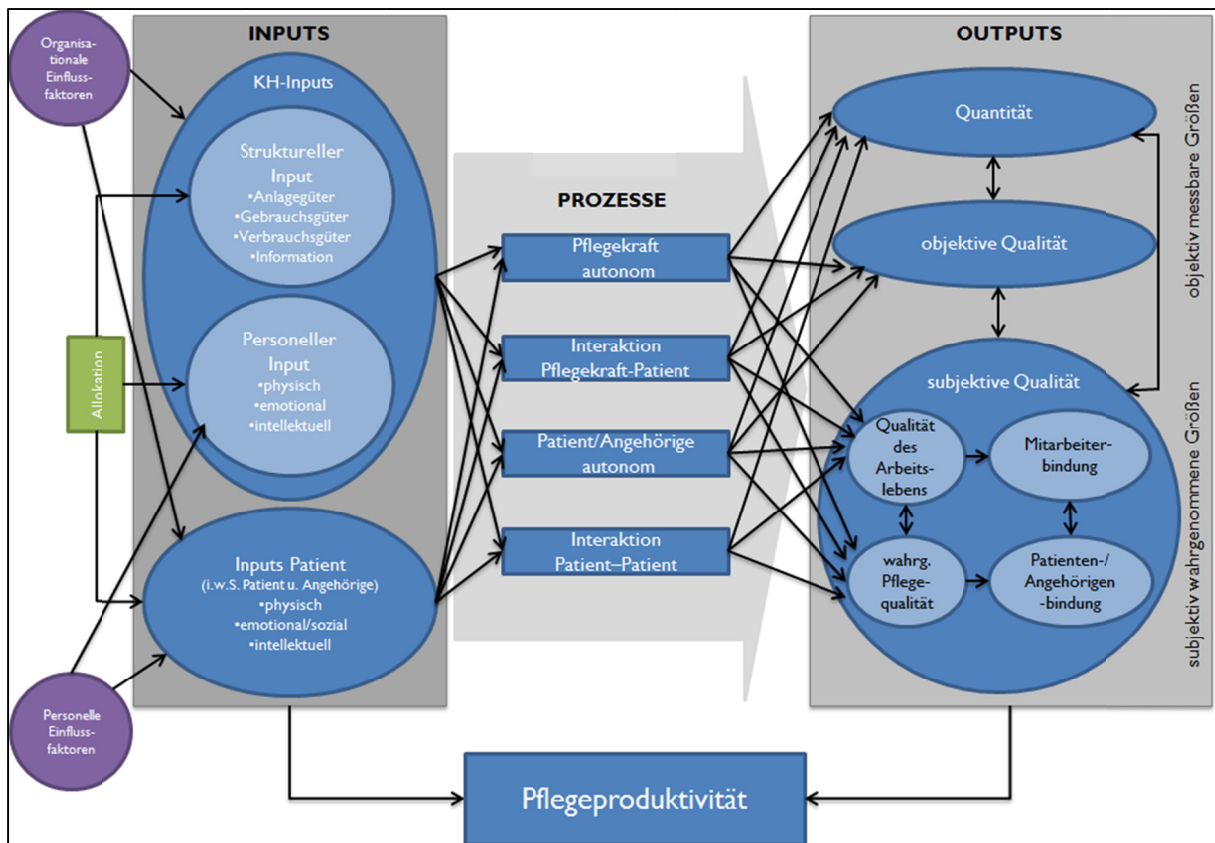 Organisa-
tionale
Einfluss-
faktoren
INPUTS
KH-Inputs
Struktureller
Input
•Anlagegüter
•Gebrauchsgüter
•Verbrauchsgüter
•Information
Allokation
Personeller
Input
•physisch
•emotional
•intellektuell
Inputs Patient
(i.w.S. Patient u. Angehörige)
•physisch
•emotional/sozial
•intellektuell
Personelle
Einfluss-
faktoren
PROZESSE
Pflegekraft
autonom
Interaktion
Pflegekraft-Patient
Patient/Angehörige
autonom
Interaktion
Patient–Patient
OUTPUTS
Quantität
objektive Qualität
subjektive Qualität
Qualität
des
Arbeits-
lebens
Mitarbeiter-
bindung
wahrg.
Pflege-
qualität
Patienten-/
Angehörigen
-bindung
objektiv messbare Größen
subjektiv wahrgenommene Größen
Pflegeproduktivität